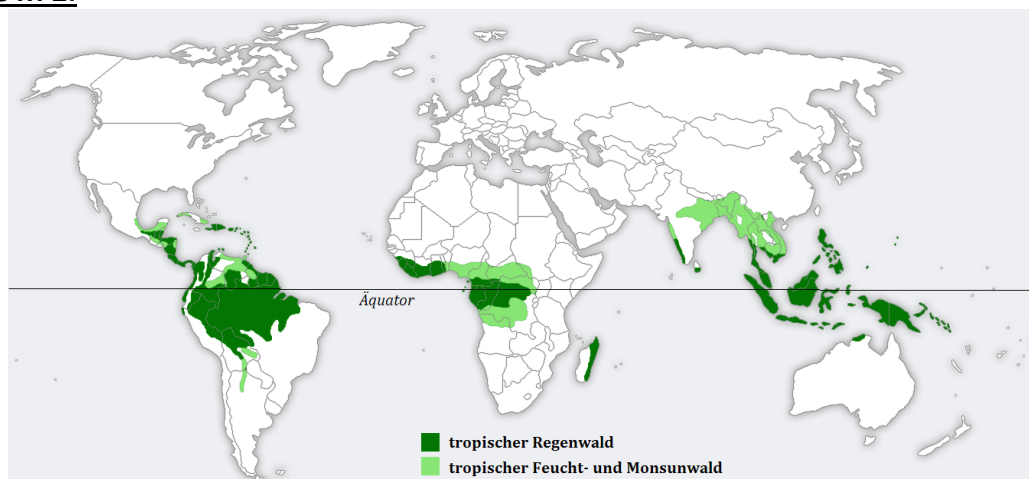 Äquator
tropischer Regenwald
tropischer Feucht- und Monsunwald